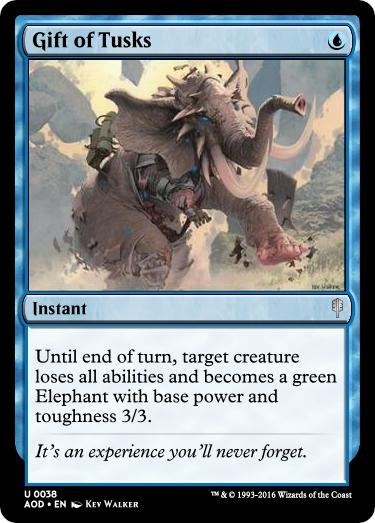 Gift of Tusks
Kev Walker
Instant
Until end of turn, target creature
loses all abilities and becomes a green
Elephant with base power and
toughness 3/3.
It's an experience you'll never forget.
U 0038
AOD • EN Kev Walker
™ & © 1993-2016 Wizards of the Coast